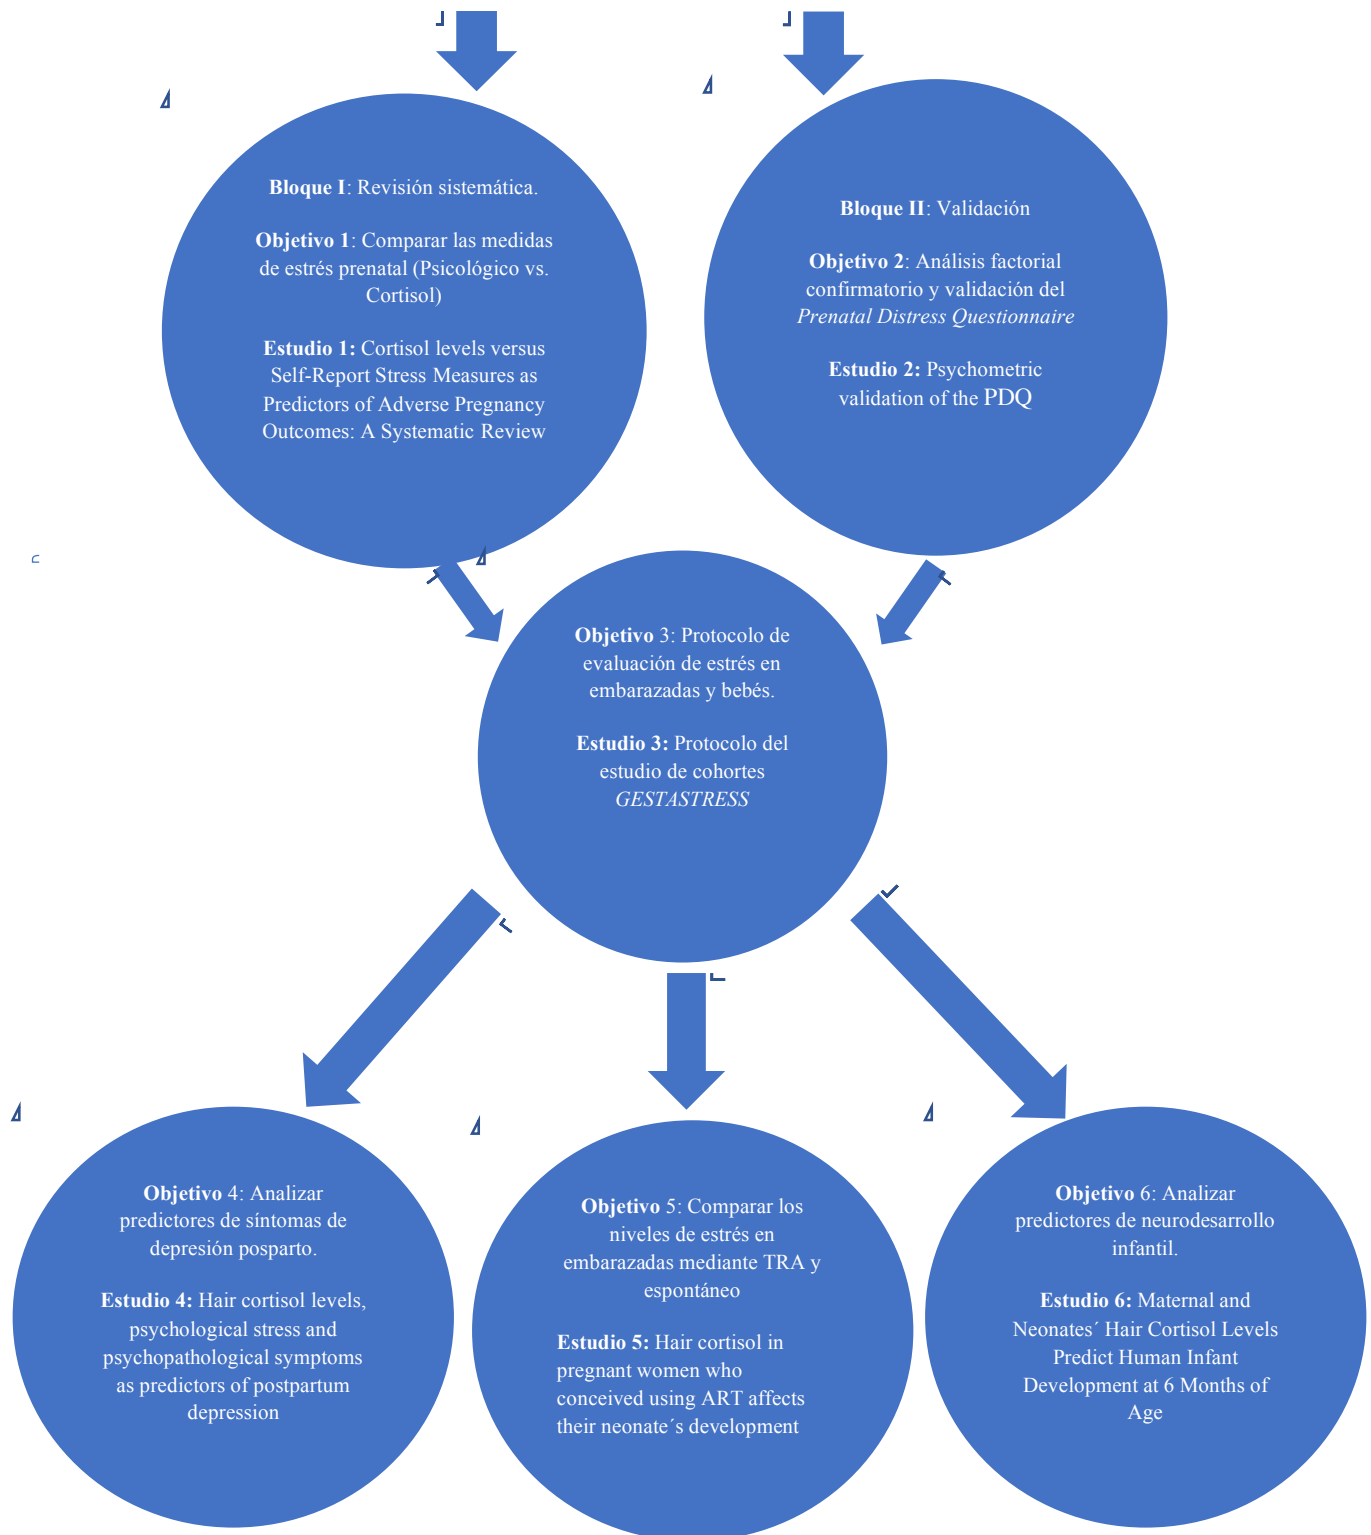 Bloque I: Revisión sistemática.
Objetivo 1: Comparar las medidas
de estrés prenatal (Psicológico vs.
Cortisol)
Estudio 1: Cortisol levels versus
Self-Report Stress Measures as
Predictors of Adverse Pregnancy
Outcomes: A Systematic Review
Bloque II: Validación
Objetivo 2: Análisis factorial
confirmatorio y validación del
Prenatal Distress Questionnaire
Estudio 2: Psychometric
validation of the PDQ
Objetivo 3: Protocolo de
evaluación de estrés en
embarazadas y bebés.
Estudio 3: Protocolo del
estudio de cohortes
GESTASTRESS
Objetivo 4: Analizar
predictores de síntomas de
depresión posparto.
Estudio 4: Hair cortisol levels,
psychological stress and
psychopathological symptoms
as predictors of postpartum
depression
Objetivo 5: Comparar los
niveles de estrés en
embarazadas mediante TRA y
espontáneo
Estudio 5: Hair cortisol in
pregnant women who
conceived using ART affects
their neonate´s development
Objetivo 6: Analizar
predictores de neurodesarrollo
infantil.
Estudio 6: Maternal and
Neonates´ Hair Cortisol Levels
Predict Human Infant
Development at 6 Months of
Age